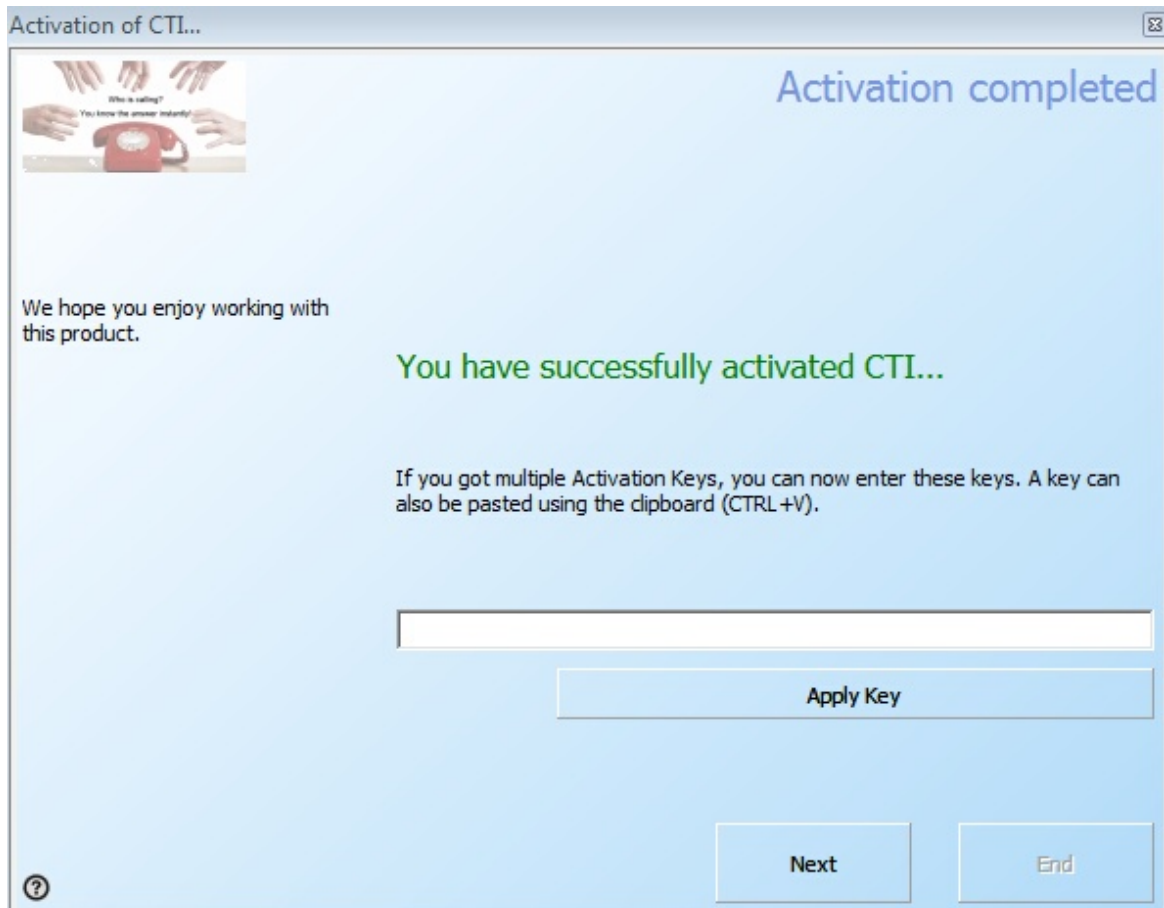 Activation of CTI...
Who is calling?
You know the answer instantly!
Activation completed
We hope you enjoy working with
this product.
You have successfully activated CTI...
If you got multiple Activation Keys, you can now enter these keys. A key can
also be pasted using the clipboard (CTRL+V).
Apply Key
Next
End